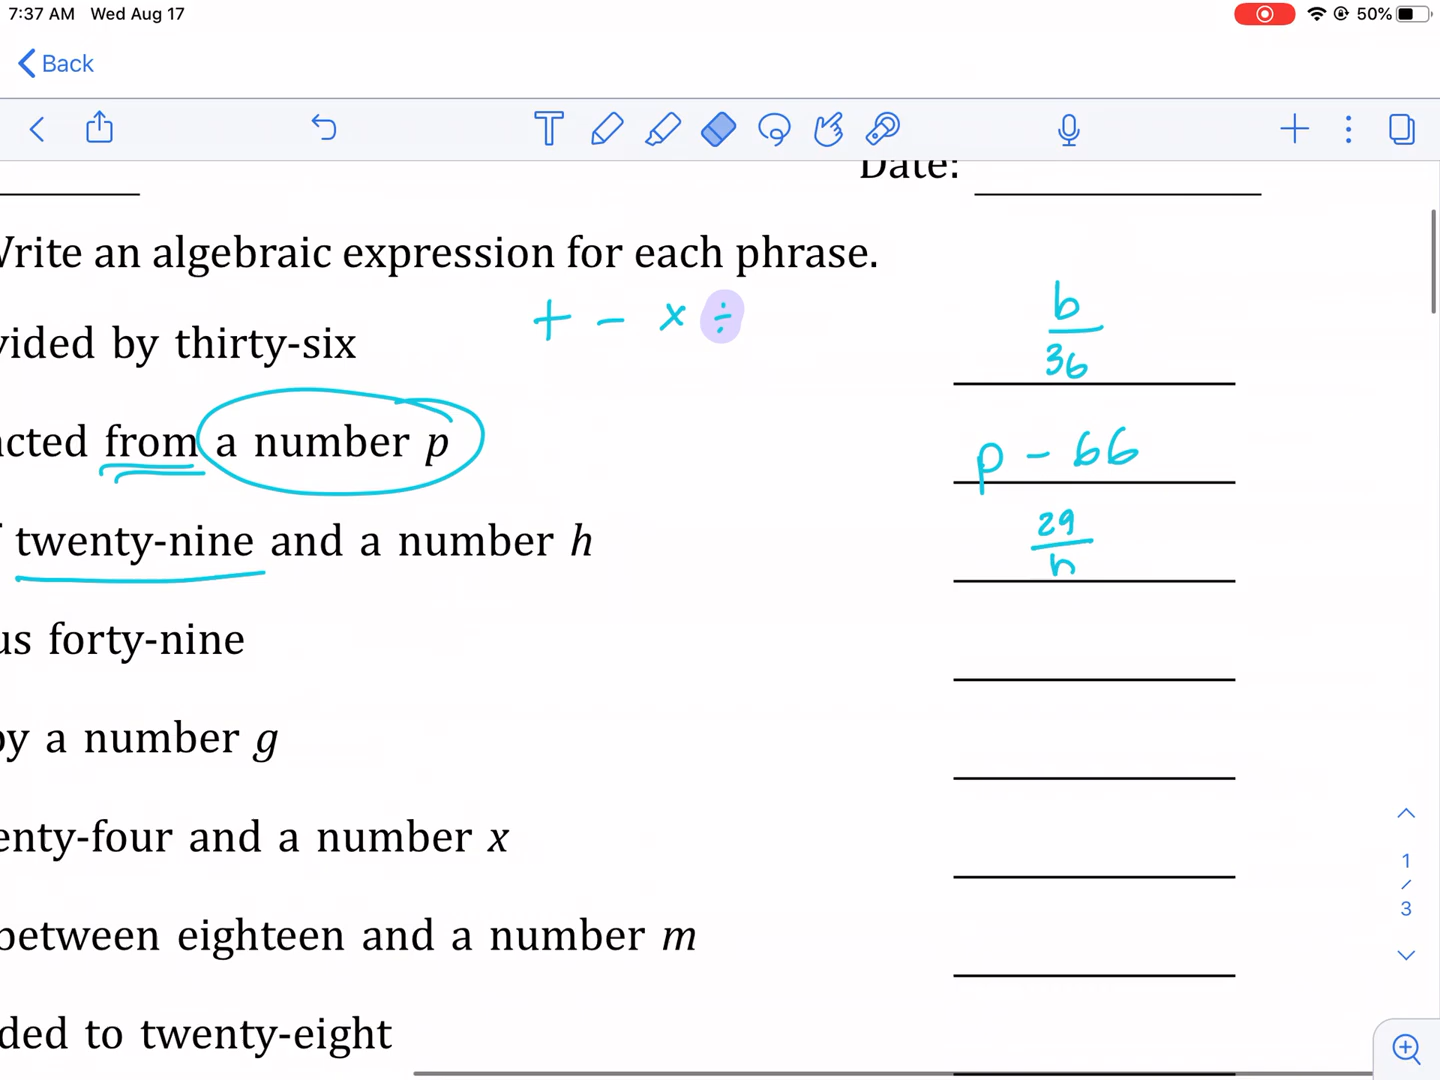 7:37 AM Wed Aug 17 50%
Back
Date:
Write an algebraic expression for each phrase.
+ - × ÷
vided by thirty-six b/36
acted from a number p p - 66
twenty-nine and a number h 29/h
us forty-nine
by a number g
enty-four and a number x
between eighteen and a number m
ded to twenty-eight
1
/
3